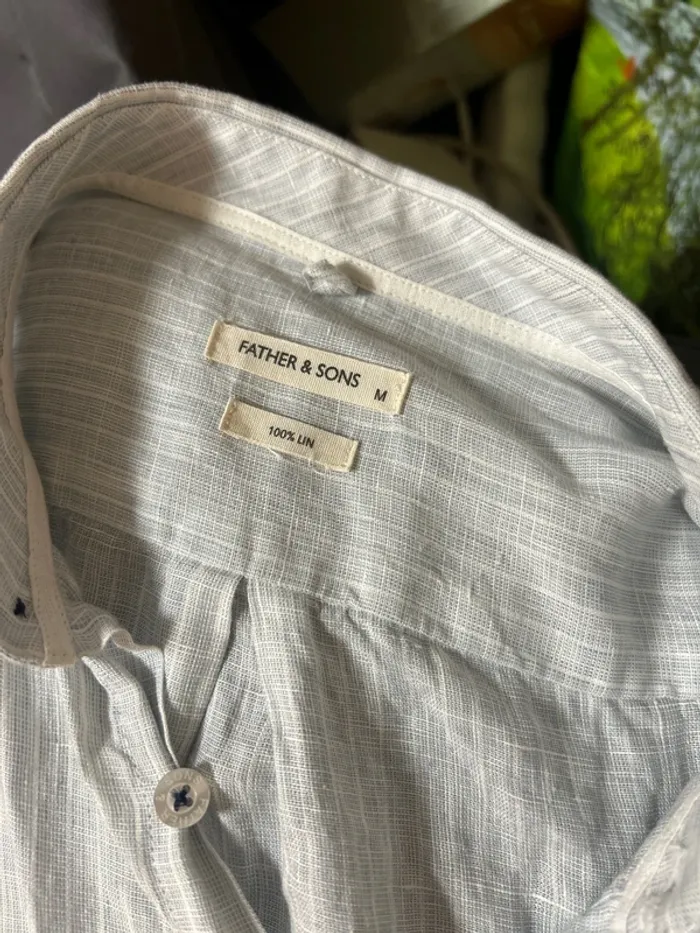 FATHER & SONS
M
100% LIN